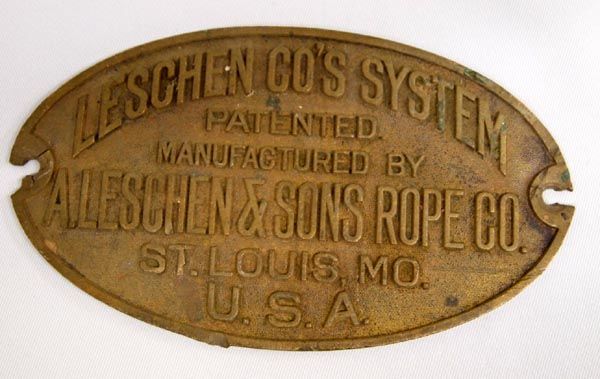 LESCHEN CO'S SYSTEM
PATENTED.
MANUFACTURED BY
A. LESCHEN & SONS ROPE CO.
ST. LOUIS, MO.
U. S. A.